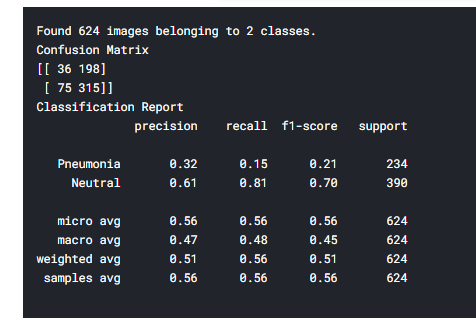 Found 624 images belonging to 2 classes.
Confusion Matrix
[[ 36 198]
 [ 75 315]]
Classification Report
              precision    recall  f1-score   support

   Pneumonia       0.32      0.15      0.21       234
     Neutral       0.61      0.81      0.70       390

   micro avg       0.56      0.56      0.56       624
   macro avg       0.47      0.48      0.45       624
weighted avg       0.51      0.56      0.51       624
 samples avg       0.56      0.56      0.56       624